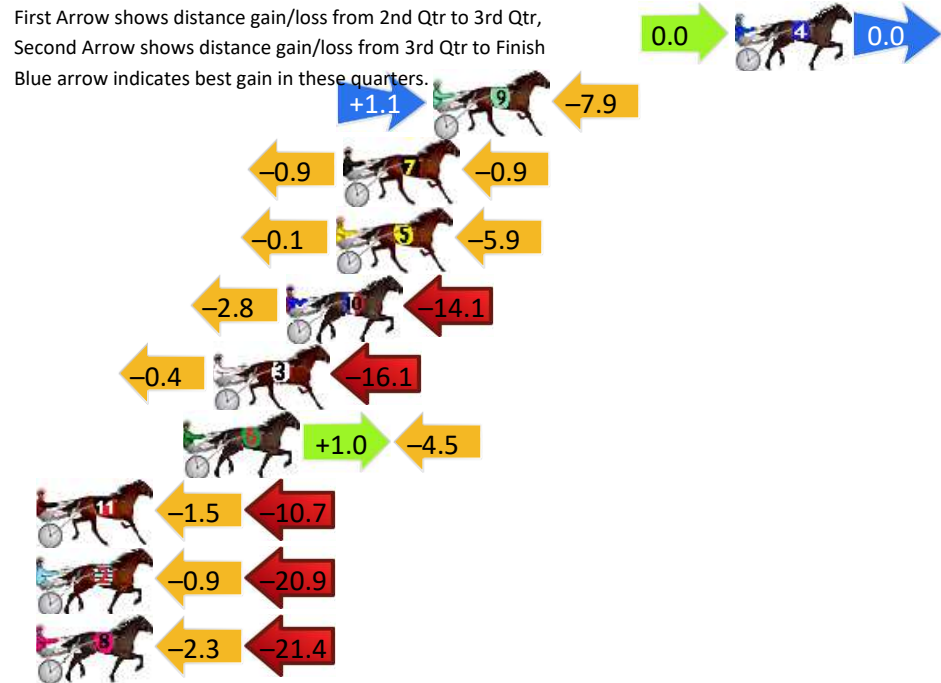 First Arrow shows distance gain/loss from 2nd Qtr to 3rd Qtr,
Second Arrow shows distance gain/loss from 3rd Qtr to Finish
Blue arrow indicates best gain in these quarters.
0.0 4 0.0
+1.1 9 –7.9
–0.9 7 –0.9
–0.1 5 –5.9
–2.8 10 –14.1
–0.4 3 –16.1
+1.0 –4.5
11 –1.5 –10.7
–0.9 –20.9
8 –2.3 –21.4